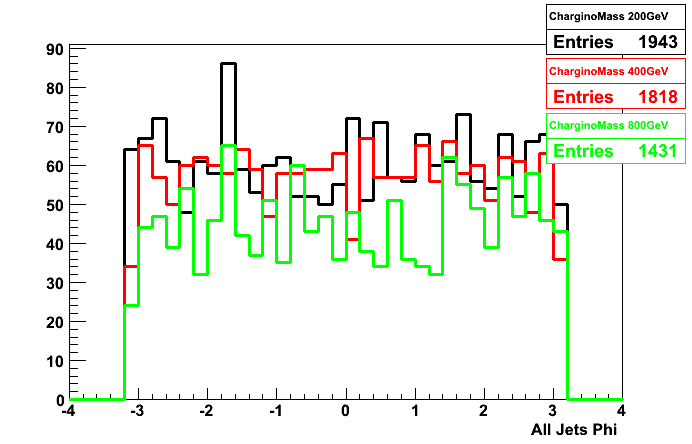 CharginoMass 200GeV
Entries 1943
CharginoMass 400GeV
Entries 1818
CharginoMass 800GeV
Entries 1431
90
80
70
60
50
40
30
20
10
0
-4 -3 -2 -1 0 1 2 3 4
All Jets Phi